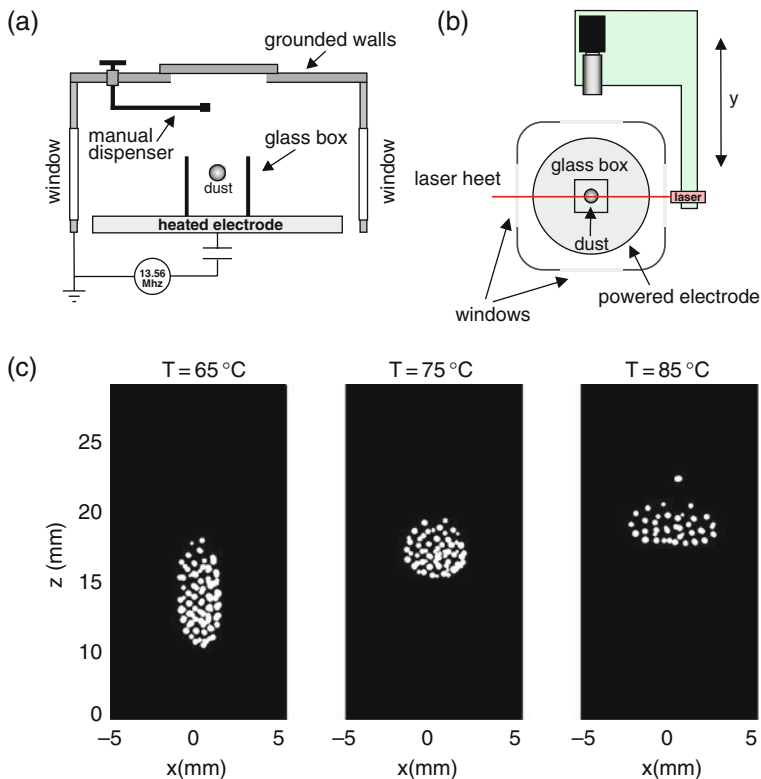 (a)
grounded walls
manual
dispenser
glass box
window
window
dust
heated electrode
13.56
Mhz
(b)
y
glass box
laser heet
laser
dust
windows
powered electrode
(c)
T = 65 °C
T = 75 °C
T = 85 °C
z (mm)
25
20
15
10
0
−5 0 5
−5 0 5
−5 0 5
x(mm)
x(mm)
x(mm)